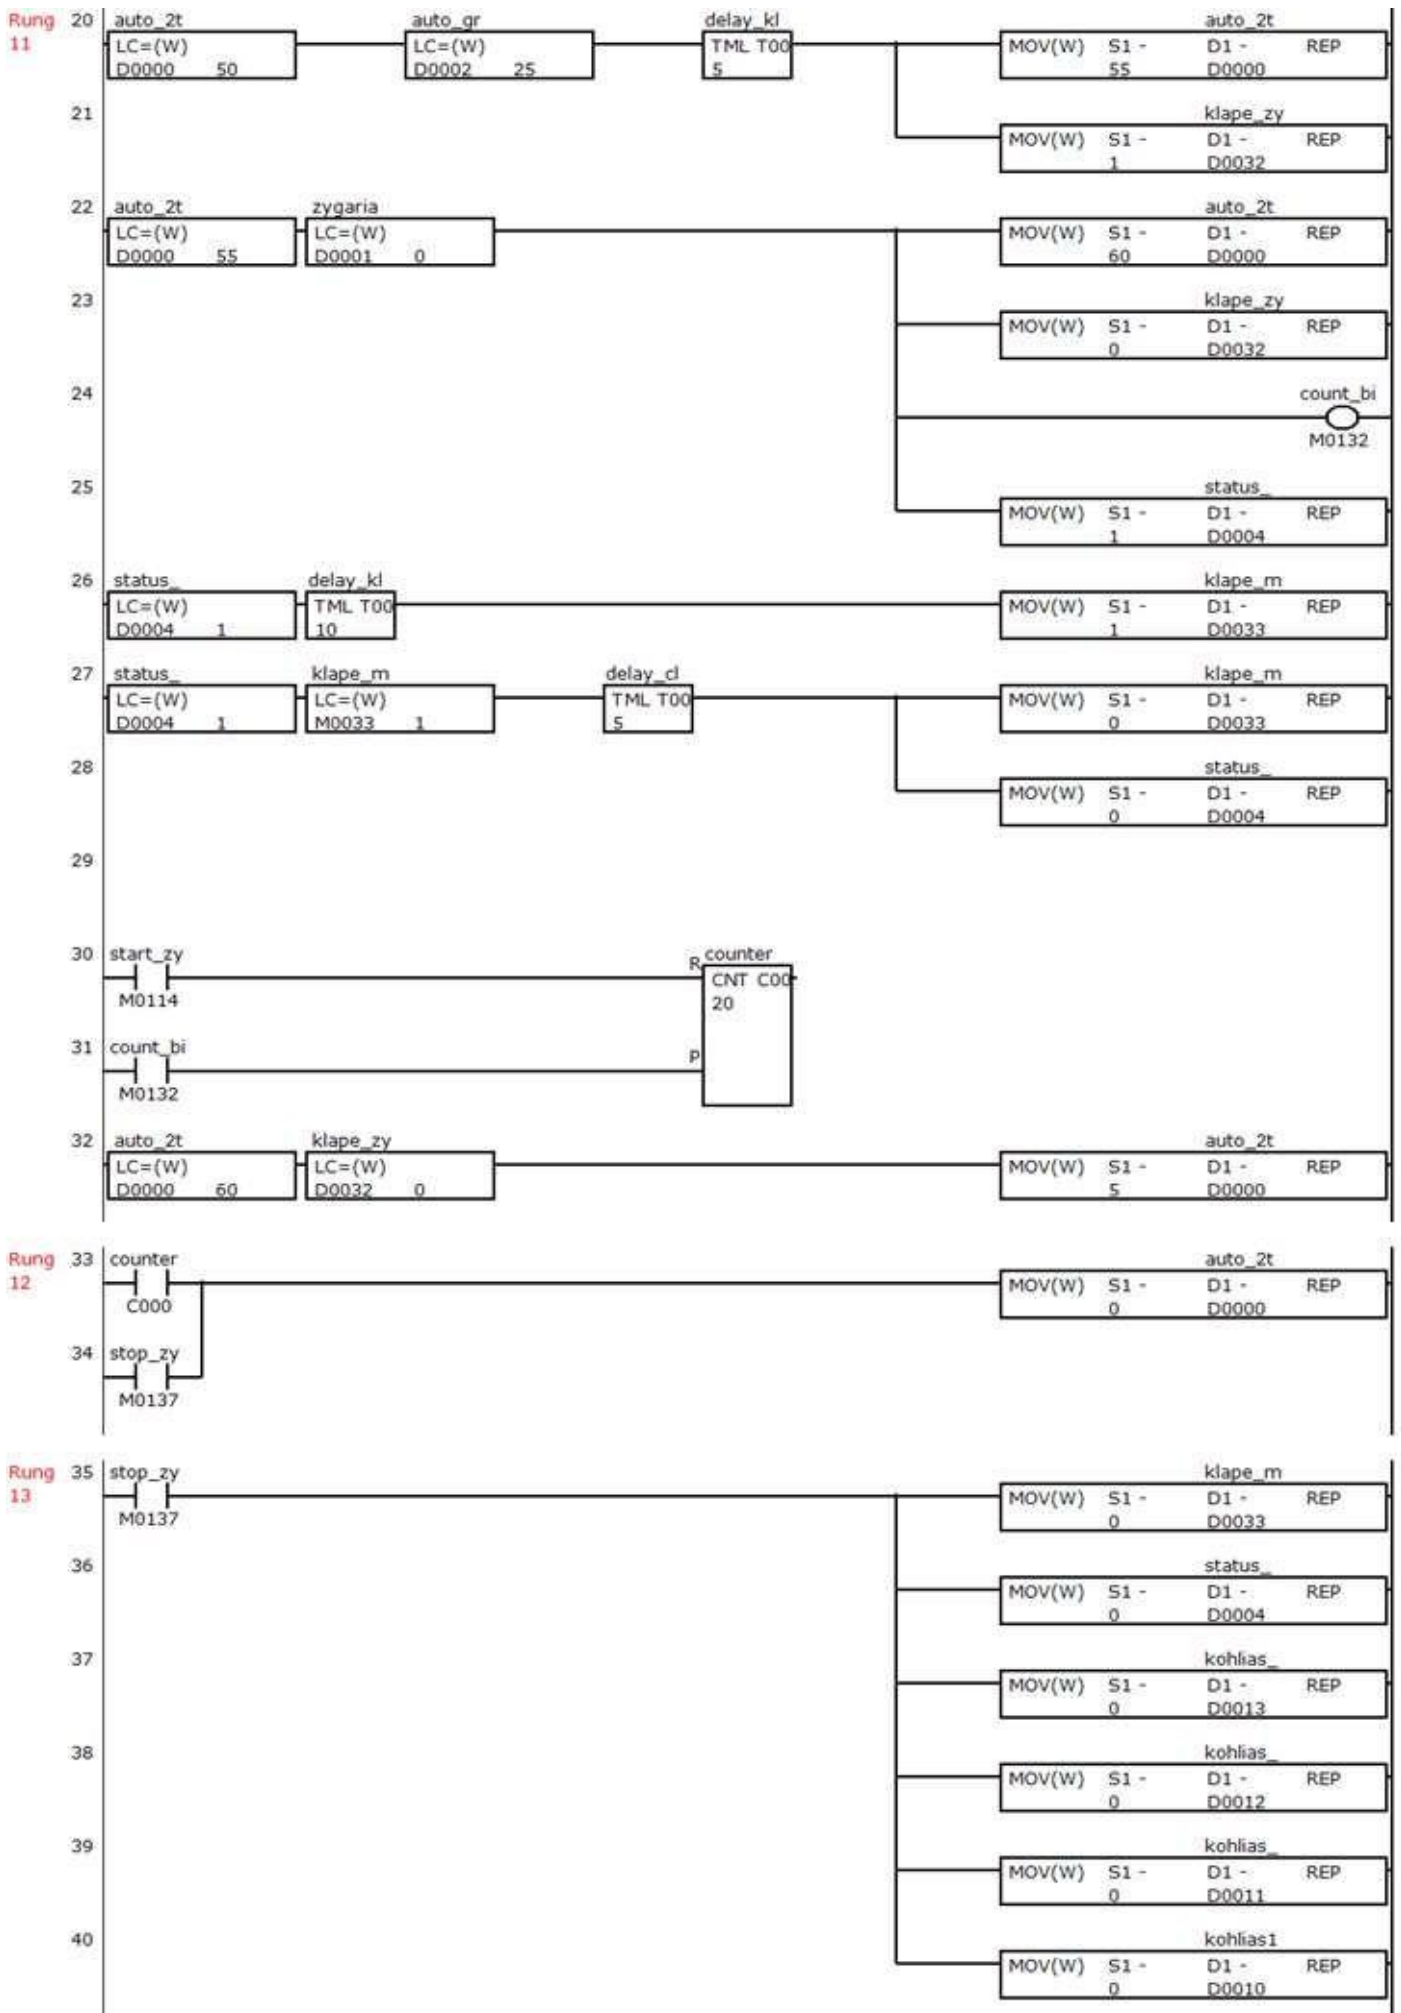 Rung 20 auto_2t auto_gr delay_kl auto_2t
11 LC=(W) LC=(W) TML T00 MOV(W) S1 - D1 - REP
D0000 50 D0002 25 5 55 D0000
21 klape_zy
MOV(W) S1 - D1 - REP
1 D0032
22 auto_2t zygaria auto_2t
LC=(W) LC=(W) MOV(W) S1 - D1 - REP
D0000 55 D0001 0 60 D0000
23 klape_zy
MOV(W) S1 - D1 - REP
0 D0032
24 count_bi
M0132
25 status_
MOV(W) S1 - D1 - REP
1 D0004
26 status_ delay_kl klape_m
LC=(W) TML T00 MOV(W) S1 - D1 - REP
D0004 1 10 1 D0033
27 status_ klape_m delay_cl klape_m
LC=(W) LC=(W) TML T00 MOV(W) S1 - D1 - REP
D0004 1 M0033 1 5 0 D0033
28 status_
MOV(W) S1 - D1 - REP
0 D0004
29
30 start_zy R counter
CNT C00
M0114 20
31 count_bi P
M0132
32 auto_2t klape_zy auto_2t
LC=(W) LC=(W) MOV(W) S1 - D1 - REP
D0000 60 D0032 0 5 D0000
Rung 33 counter auto_2t
12 MOV(W) S1 - D1 - REP
C000 0 D0000
34 stop_zy
M0137
Rung 35 stop_zy klape_m
13 MOV(W) S1 - D1 - REP
M0137 0 D0033
36 status_
MOV(W) S1 - D1 - REP
0 D0004
37 kohlias_
MOV(W) S1 - D1 - REP
0 D0013
38 kohlias_
MOV(W) S1 - D1 - REP
0 D0012
39 kohlias_
MOV(W) S1 - D1 - REP
0 D0011
40 kohlias1
MOV(W) S1 - D1 - REP
0 D0010